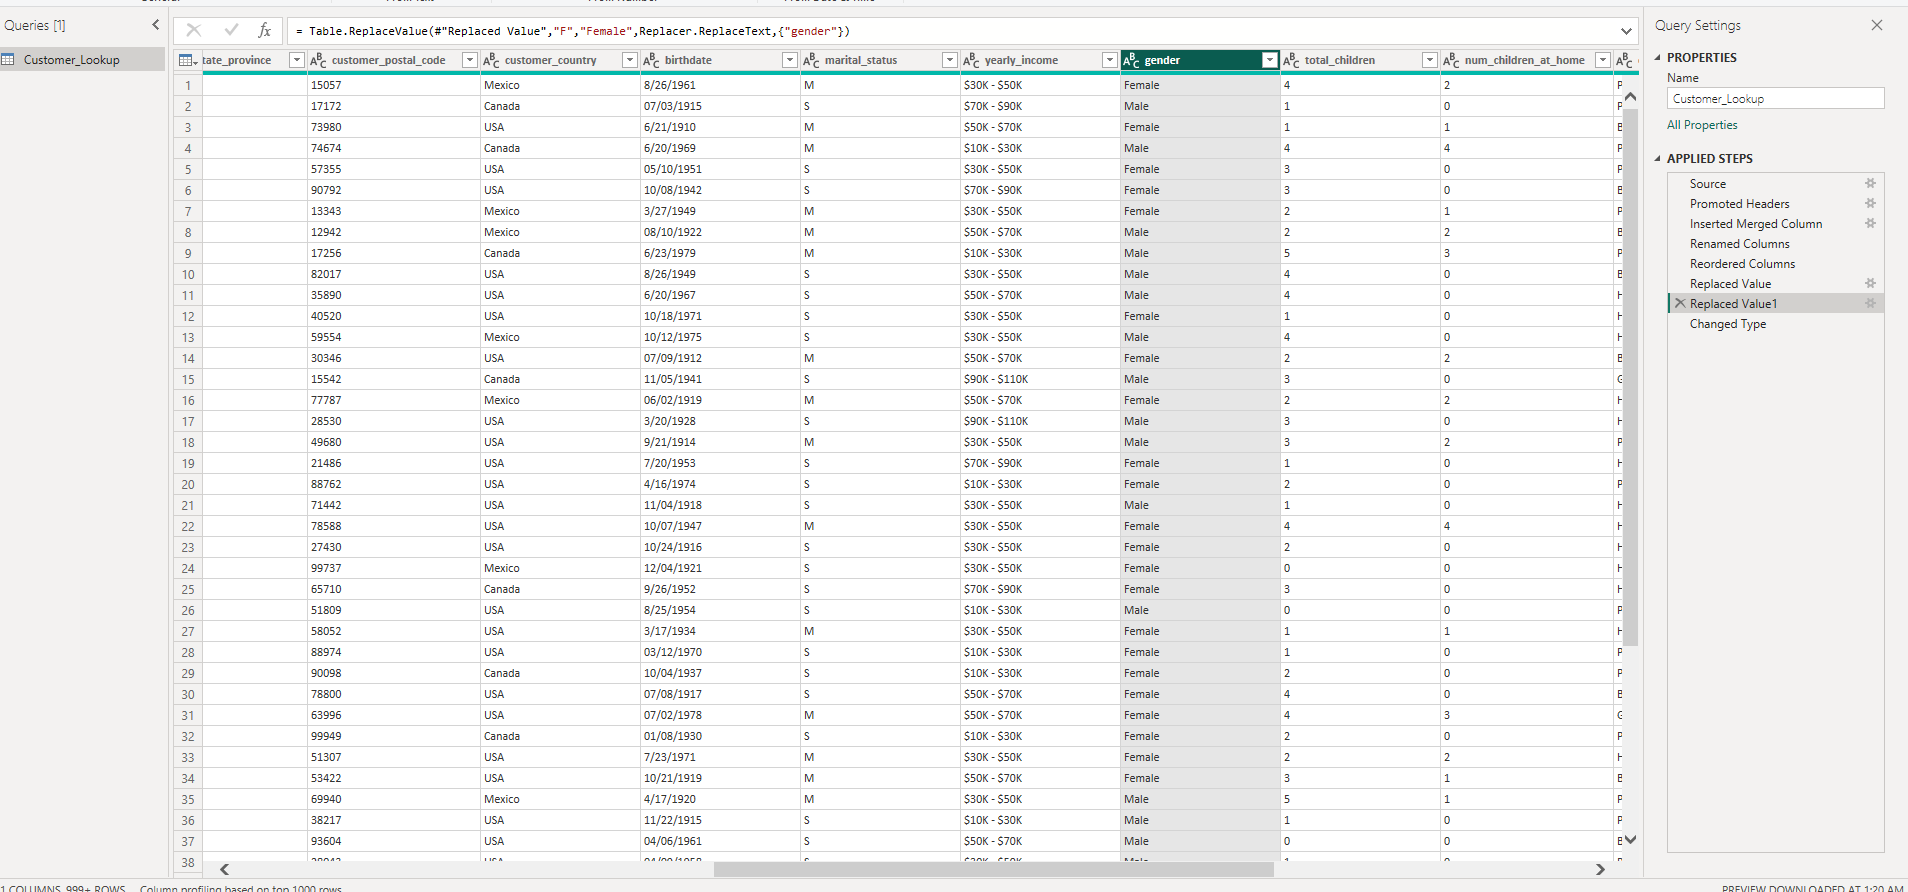 Queries [1]
Customer_Lookup
= Table.ReplaceValue(#"Replaced Value","F","Female",Replacer.ReplaceText,{"gender"})
tate_province customer_postal_code customer_country birthdate marital_status yearly_income gender total_children num_children_at_home
1 15057 Mexico 8/26/1961 M $30K - $50K Female 4 2 P
2 17172 Canada 07/03/1915 S $70K - $90K Male 1 0 P
3 73980 USA 6/21/1910 M $50K - $70K Female 1 1 B
4 74674 Canada 6/20/1969 M $10K - $30K Male 4 4 P
5 57355 USA 05/10/1951 S $30K - $50K Female 3 0 P
6 90792 USA 10/08/1942 S $70K - $90K Female 3 0 B
7 13343 Mexico 3/27/1949 M $30K - $50K Female 2 1 P
8 12942 Mexico 08/10/1922 M $50K - $70K Male 2 2 B
9 17256 Canada 6/23/1979 M $10K - $30K Male 5 3 P
10 82017 USA 8/26/1949 S $30K - $50K Male 4 0 B
11 35890 USA 6/20/1967 S $50K - $70K Male 4 0 H
12 40520 USA 10/18/1971 S $30K - $50K Female 1 0 H
13 59554 Mexico 10/12/1975 S $30K - $50K Male 4 0 H
14 30346 USA 07/09/1912 M $50K - $70K Female 2 2 B
15 15542 Canada 11/05/1941 S $90K - $110K Male 3 0 G
16 77787 Mexico 06/02/1919 M $50K - $70K Female 2 2 H
17 28530 USA 3/20/1928 S $90K - $110K Male 3 0 H
18 49680 USA 9/21/1914 M $30K - $50K Male 3 2 P
19 21486 USA 7/20/1953 S $70K - $90K Female 1 0 H
20 88762 USA 4/16/1974 S $10K - $30K Female 2 0 P
21 71442 USA 11/04/1918 S $30K - $50K Male 1 0 H
22 78588 USA 10/07/1947 M $30K - $50K Female 4 4 H
23 27430 USA 10/24/1916 S $30K - $50K Female 2 0 H
24 99737 Mexico 12/04/1921 S $30K - $50K Female 0 0 H
25 65710 Canada 9/26/1952 S $70K - $90K Female 3 0 H
26 51809 USA 8/25/1954 S $10K - $30K Male 0 0 P
27 58052 USA 3/17/1934 M $30K - $50K Female 1 1 H
28 88974 USA 03/12/1970 S $10K - $30K Female 1 0 P
29 90098 Canada 10/04/1937 S $10K - $30K Female 2 0 P
30 78800 USA 07/08/1917 S $50K - $70K Female 4 0 B
31 63996 USA 07/02/1978 M $50K - $70K Female 4 3 G
32 99949 Canada 01/08/1930 S $10K - $30K Female 2 0 P
33 51307 USA 7/23/1971 M $30K - $50K Female 2 2 H
34 53422 USA 10/21/1919 M $50K - $70K Female 3 1 B
35 69940 Mexico 4/17/1920 M $30K - $50K Male 5 1 P
36 38217 USA 11/22/1915 S $10K - $30K Male 1 0 P
37 93604 USA 04/06/1961 S $50K - $70K Male 0 0 B
38
1 COLUMNS, 999+ ROWS Column profiling based on top 1000 rows
Query Settings
PROPERTIES
Name
Customer_Lookup
All Properties
APPLIED STEPS
Source
Promoted Headers
Inserted Merged Column
Renamed Columns
Reordered Columns
Replaced Value
Replaced Value1
Changed Type
PREVIEW DOWNLOADED AT 1:20 AM